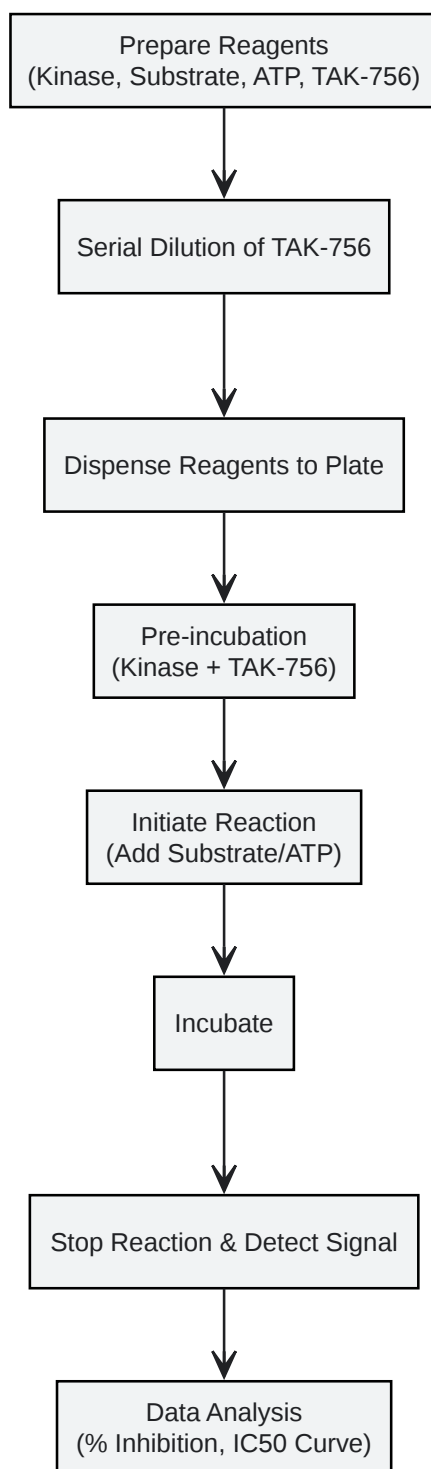 Prepare Reagents
(Kinase, Substrate, ATP, TAK-756)
Serial Dilution of TAK-756
Dispense Reagents to Plate
Pre-incubation
(Kinase + TAK-756)
Initiate Reaction
(Add Substrate/ATP)
Incubate
Stop Reaction & Detect Signal
Data Analysis
(% Inhibition, IC50 Curve)